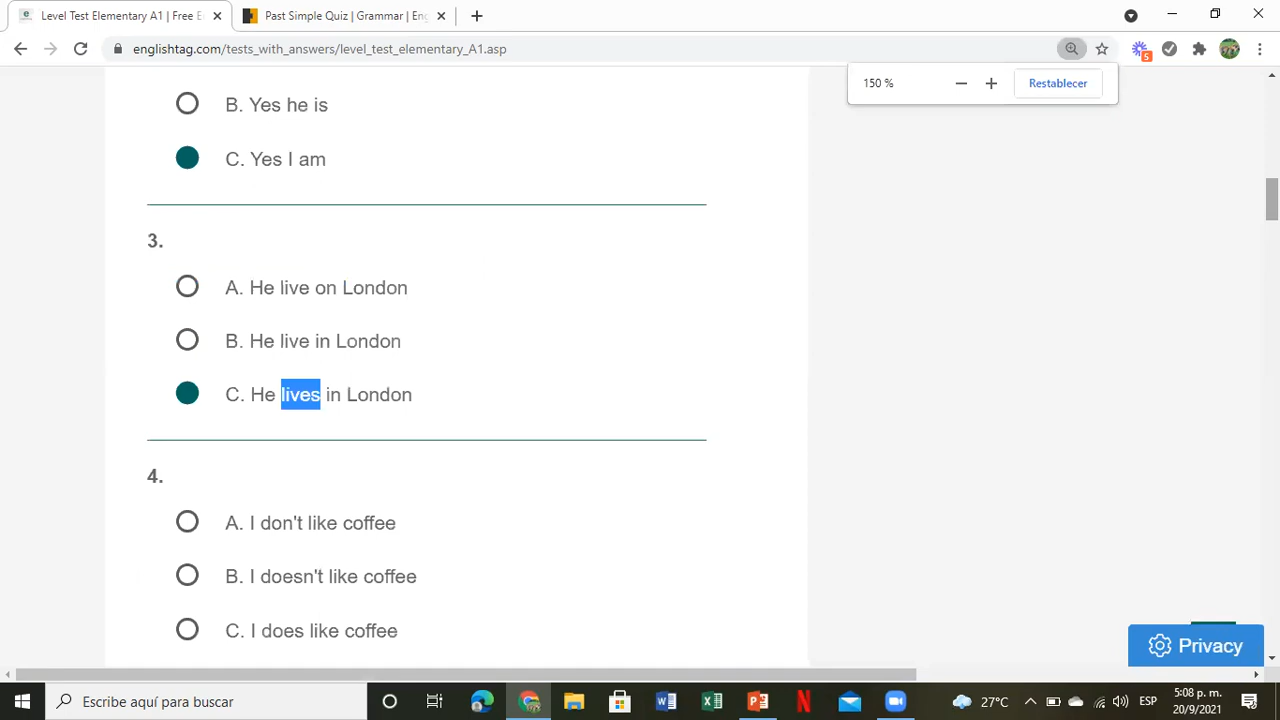 Level Test Elementary A1 | Free E
Past Simple Quiz | Grammar | Eng
englishtag.com/tests_with_answers/level_test_elementary_A1.asp
5
150 %
Restablecer
B. Yes he is
C. Yes I am
3.
A. He live on London
B. He live in London
C. He lives in London
4.
A. I don't like coffee
B. I doesn't like coffee
C. I does like coffee
Privacy
Escribe aquí para buscar
27°C
ESP
5:08 p. m.
20/9/2021